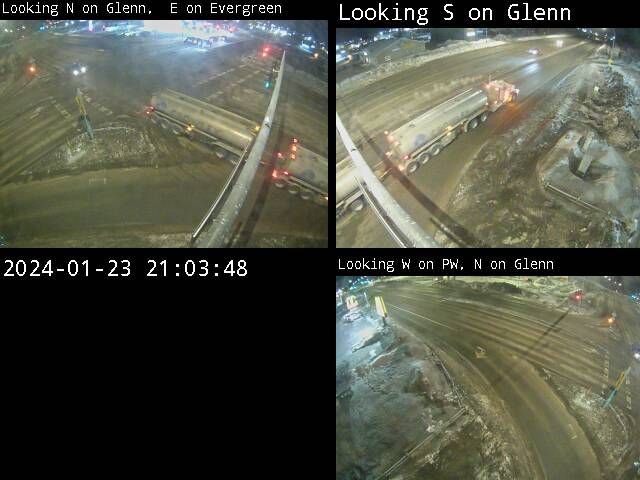 Looking N on Glenn,  E on Evergreen
Looking S on Glenn
2024-01-23 21:03:48
Looking W on PW, N on Glenn